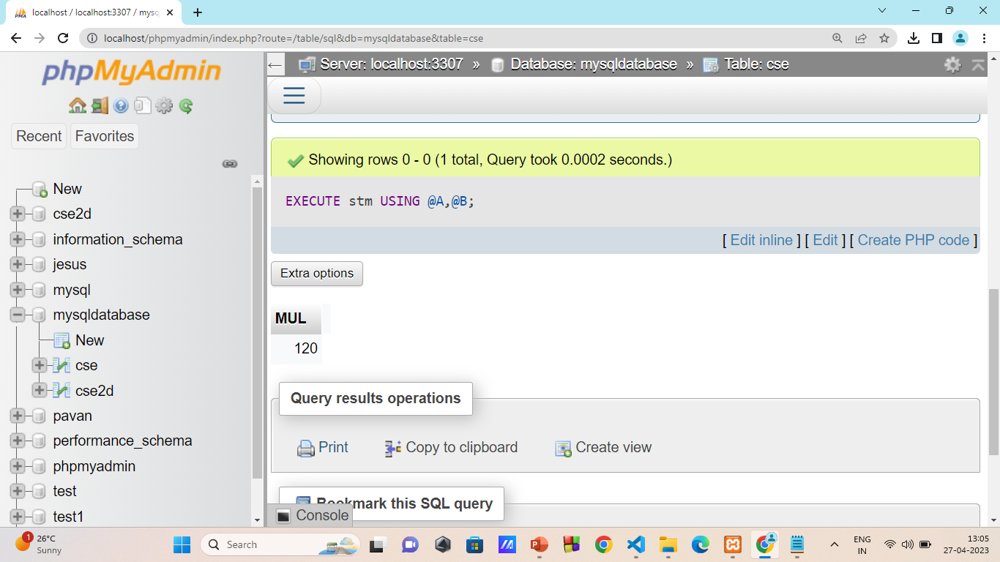 localhost / localhost:3307 / mysq
localhost/phpmyadmin/index.php?route=/table/sql&db=mysqldatabase&table=cse
phpMyAdmin
Recent
Favorites
New
cse2d
information_schema
jesus
mysql
mysqldatabase
New
cse
cse2d
pavan
performance_schema
phpmyadmin
test
test1
Server: localhost:3307 » Database: mysqldatabase » Table: cse
Showing rows 0 - 0 (1 total, Query took 0.0002 seconds.)
EXECUTE stm USING @A,@B;
[ Edit inline ] [ Edit ] [ Create PHP code ]
Extra options
MUL
120
Query results operations
Print
Copy to clipboard
Create view
Bookmark this SQL query
Console
1
26°C
Sunny
Search
ENG
IN
13:05
27-04-2023